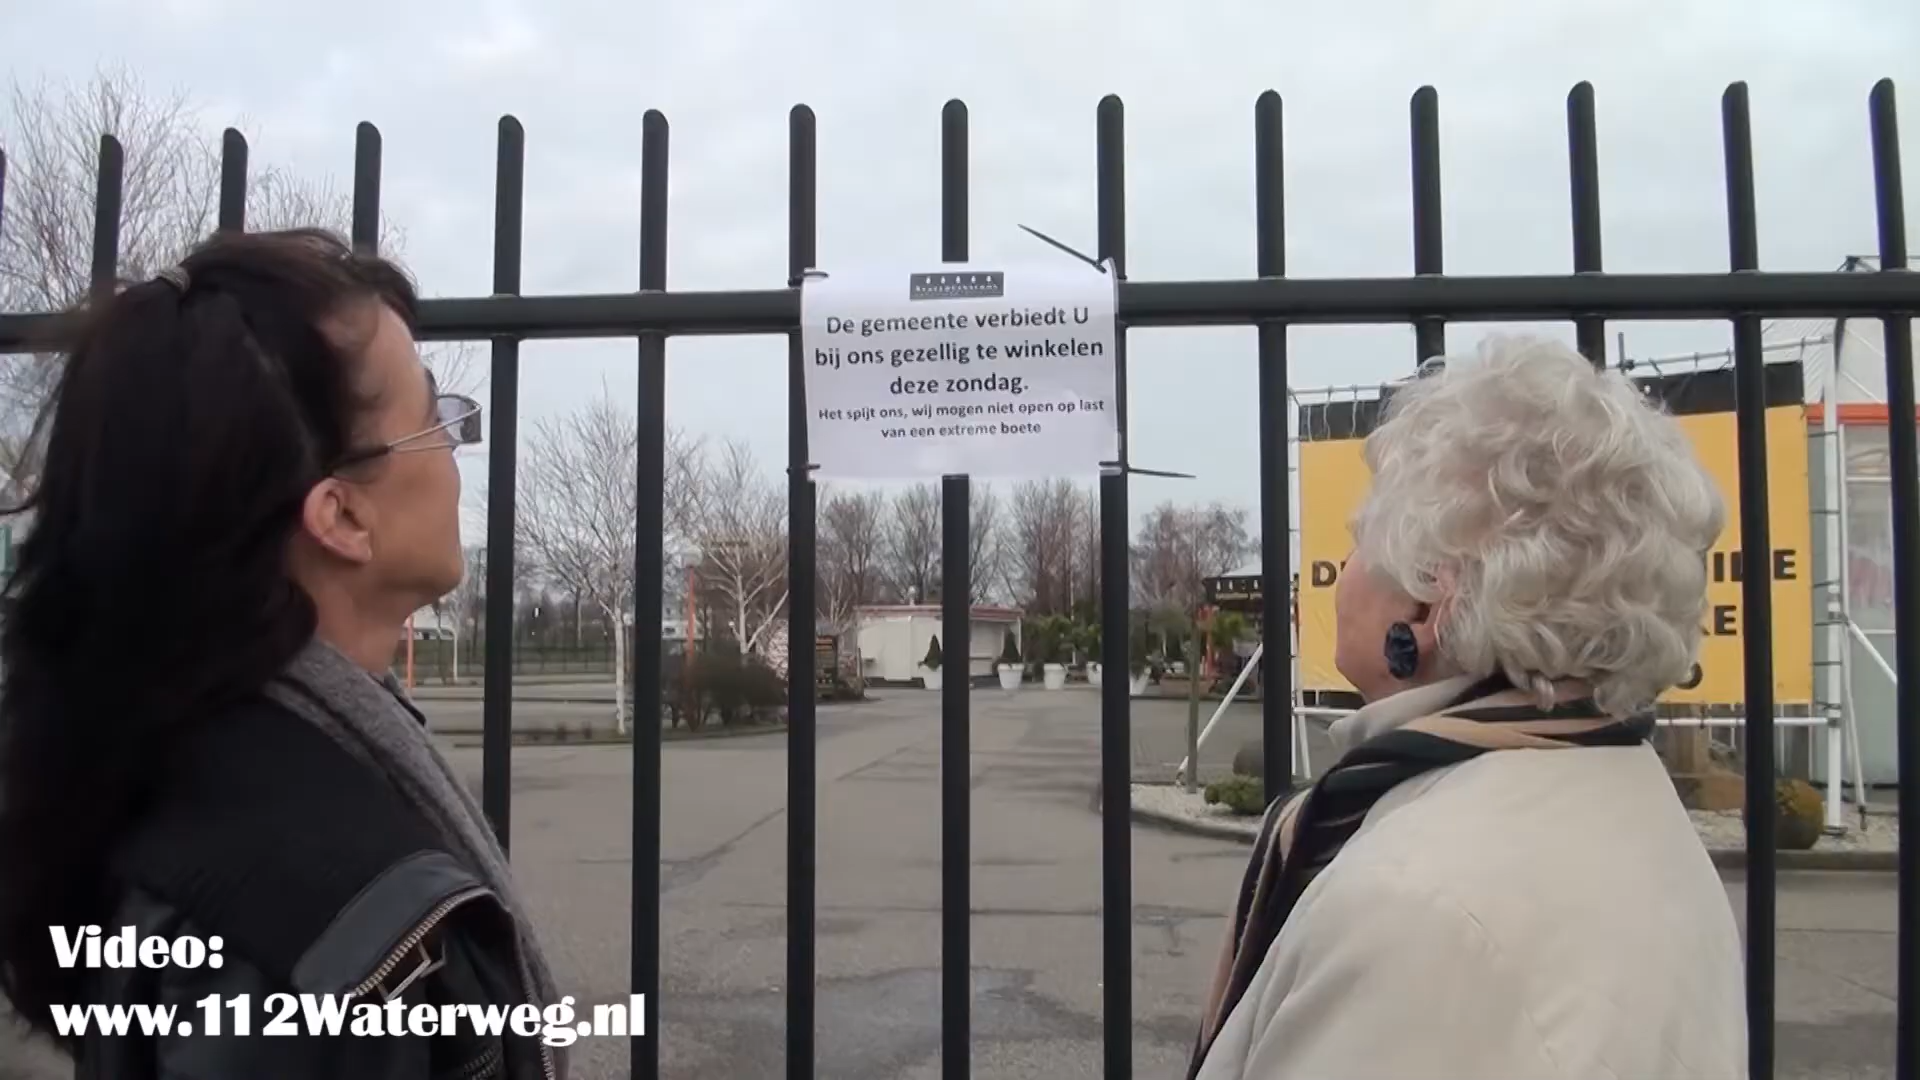 De gemeente verbiedt U
bij ons gezellig te winkelen
deze zondag.
Het spijt ons, wij mogen niet open op last
van een extreme boete
Video:
www.112Waterweg.nl